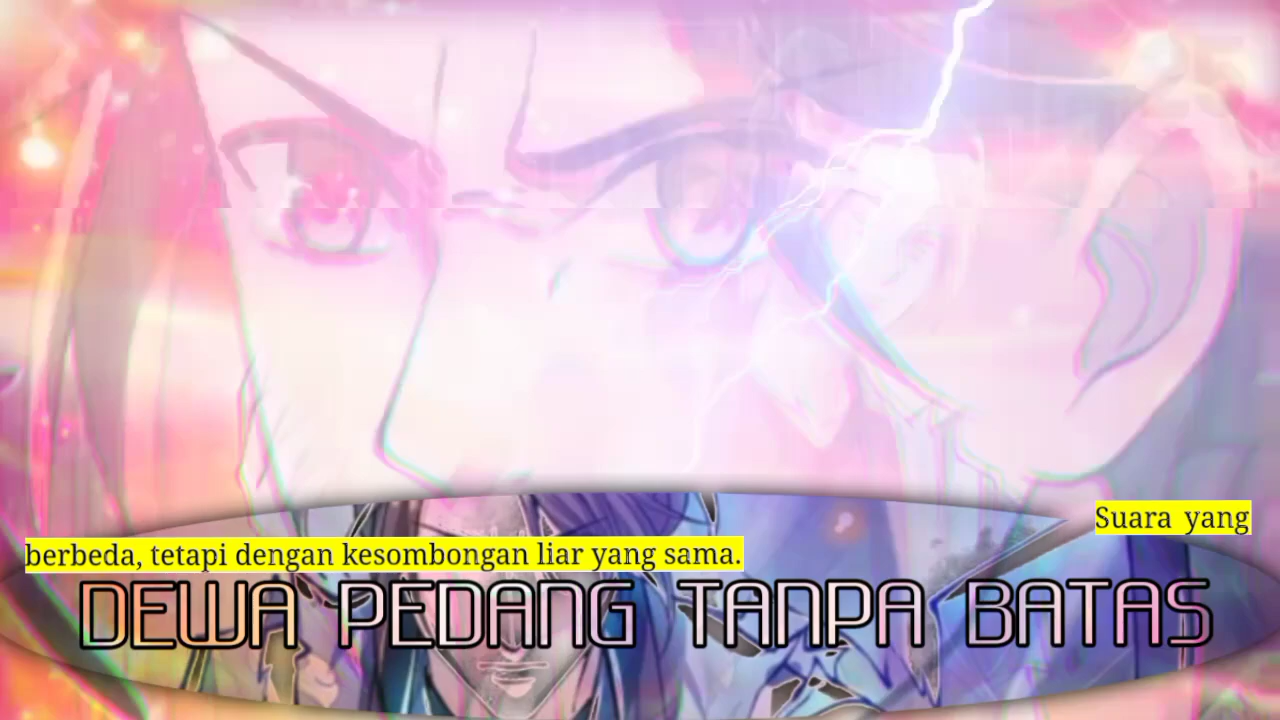 Suara yang
berbeda, tetapi dengan kesombongan liar yang sama.
DEWA PEDANG TANPA BATAS